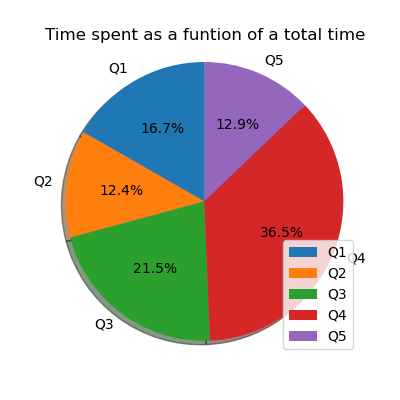 Time spent as a funtion of a total time
Q1
Q5
16.7%
12.9%
Q2
12.4%
36.5%
Q4
21.5%
Q3
Q1
Q2
Q3
Q4
Q5